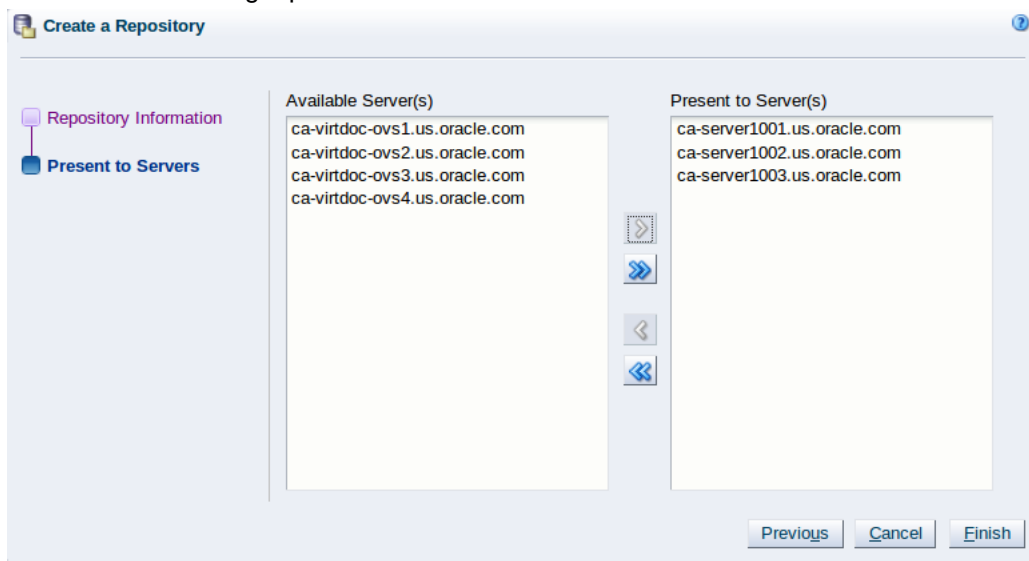 Create a Repository
Repository Information
Present to Servers
Available Server(s)
ca-virtdoc-ovs1.us.oracle.com
ca-virtdoc-ovs2.us.oracle.com
ca-virtdoc-ovs3.us.oracle.com
ca-virtdoc-ovs4.us.oracle.com
Present to Server(s)
ca-server1001.us.oracle.com
ca-server1002.us.oracle.com
ca-server1003.us.oracle.com
Previous Cancel Finish